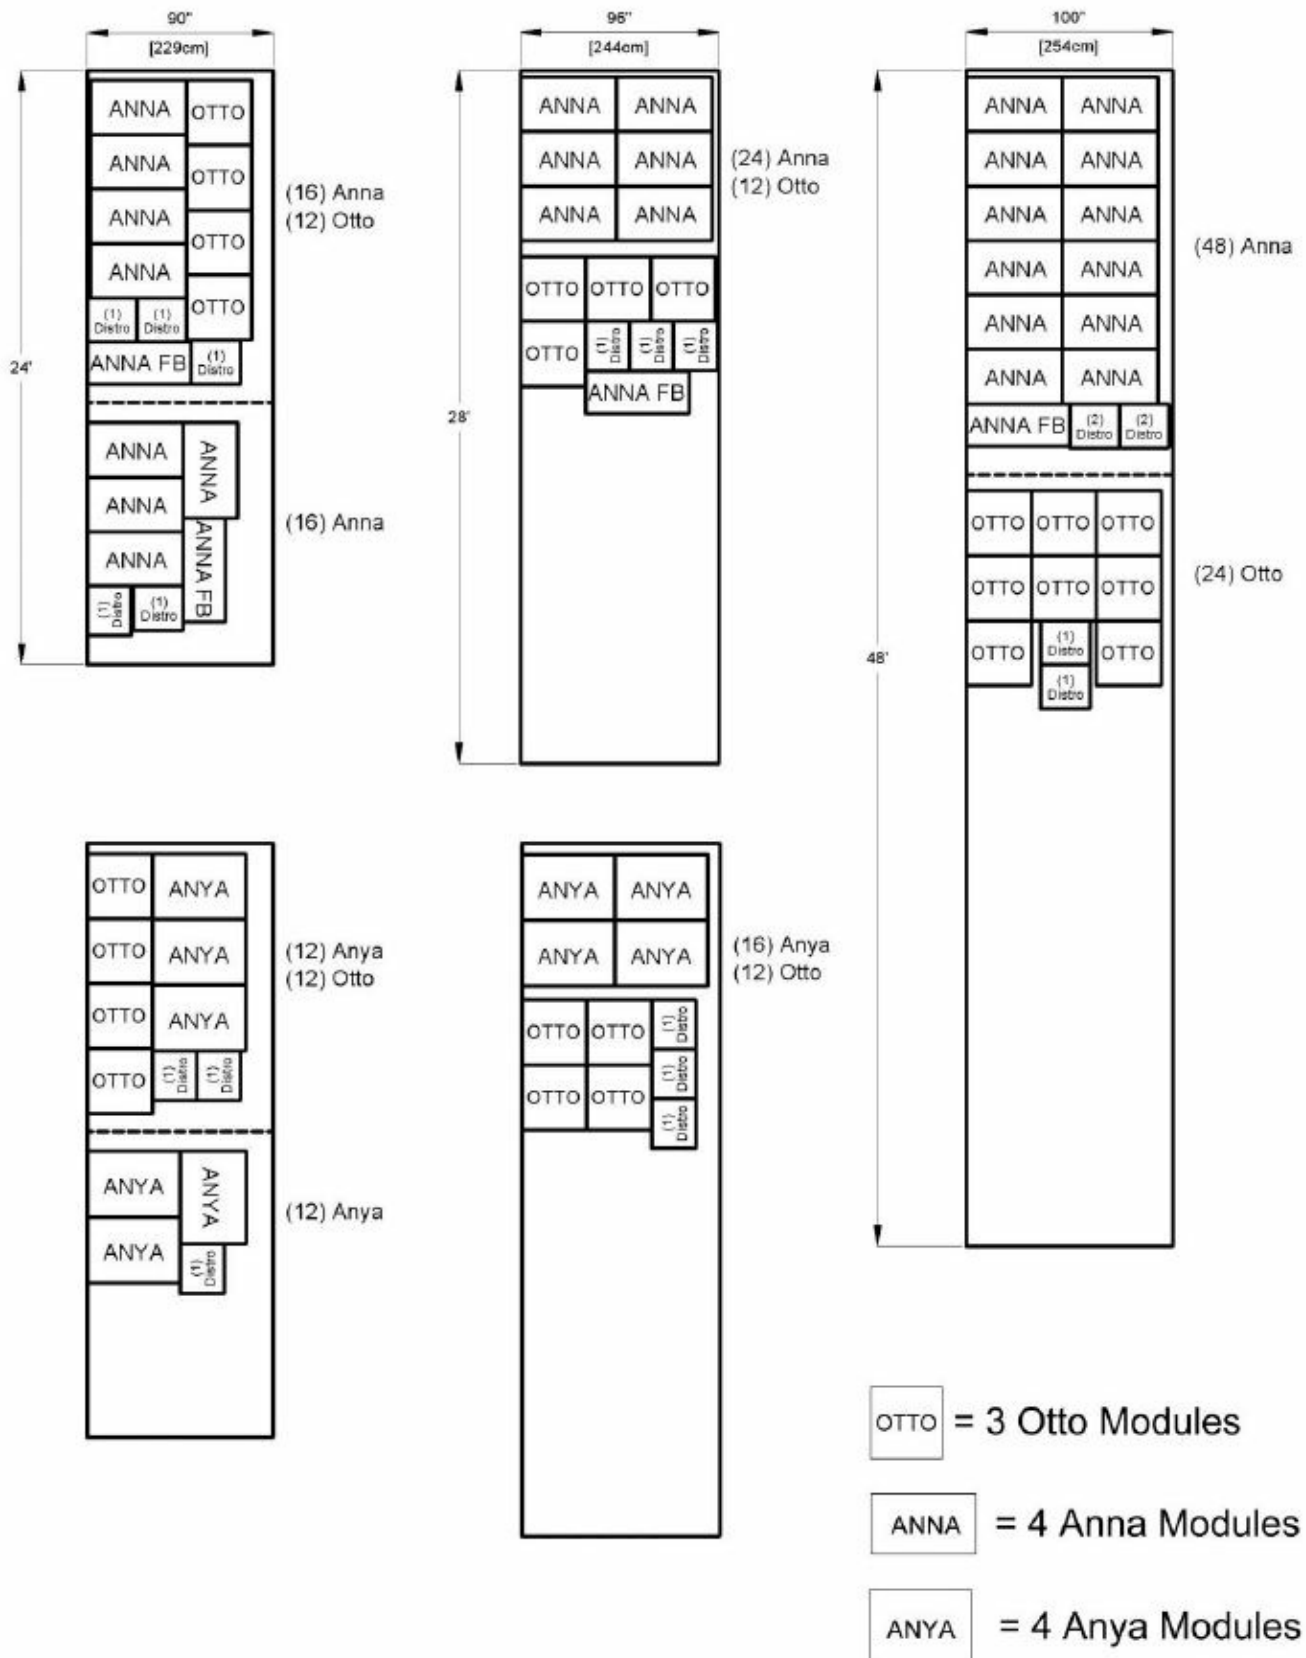 90"
[229cm]
24'
ANNA
OTTO
ANNA
OTTO
ANNA
OTTO
ANNA
OTTO
(1)
Distro
(1)
Distro
ANNA FB
(1)
Distro
(16) Anna
(12) Otto
ANNA
ANNA
ANNA
ANNA
ANNA FB
(1)
Distro
(1)
Distro
(16) Anna
96"
[244cm]
28'
ANNA ANNA
ANNA ANNA
ANNA ANNA
(24) Anna
(12) Otto
OTTO OTTO OTTO
OTTO
(1)
Distro
(1)
Distro
(1)
Distro
ANNA FB
100"
[254cm]
48'
ANNA ANNA
ANNA ANNA
ANNA ANNA
ANNA ANNA
ANNA ANNA
ANNA ANNA
(48) Anna
ANNA FB
(2)
Distro
(2)
Distro
OTTO OTTO OTTO
OTTO OTTO OTTO
OTTO
(1)
Distro
OTTO
(1)
Distro
(24) Otto
OTTO ANYA
OTTO ANYA
OTTO ANYA
OTTO
(1)
Distro
(1)
Distro
(12) Anya
(12) Otto
ANYA
ANYA
ANYA
(1)
Distro
(12) Anya
ANYA ANYA
ANYA ANYA
(16) Anya
(12) Otto
OTTO OTTO
(1)
Distro
(1)
Distro
OTTO OTTO
(1)
Distro
OTTO = 3 Otto Modules
ANNA = 4 Anna Modules
ANYA = 4 Anya Modules